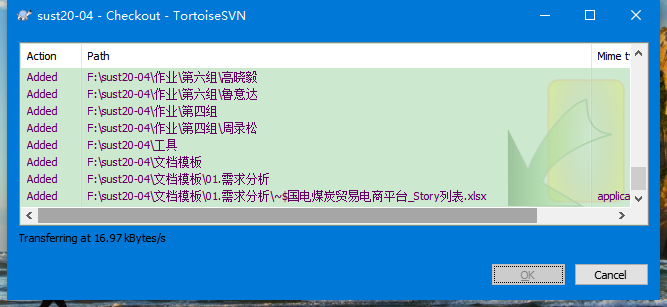 sust20-04 - Checkout - TortoiseSVN
Action Path Mime ty
Added F:\sust20-04\作业\第六组\高晓毅
Added F:\sust20-04\作业\第六组\鲁意达
Added F:\sust20-04\作业\第四组
Added F:\sust20-04\作业\第四组\周录松
Added F:\sust20-04\工具
Added F:\sust20-04\文档模板
Added F:\sust20-04\文档模板\01.需求分析
Added F:\sust20-04\文档模板\01.需求分析\~$国电煤炭贸易电商平台_Story列表.xlsx applica
Transferring at 16.97 kBytes/s
OK Cancel